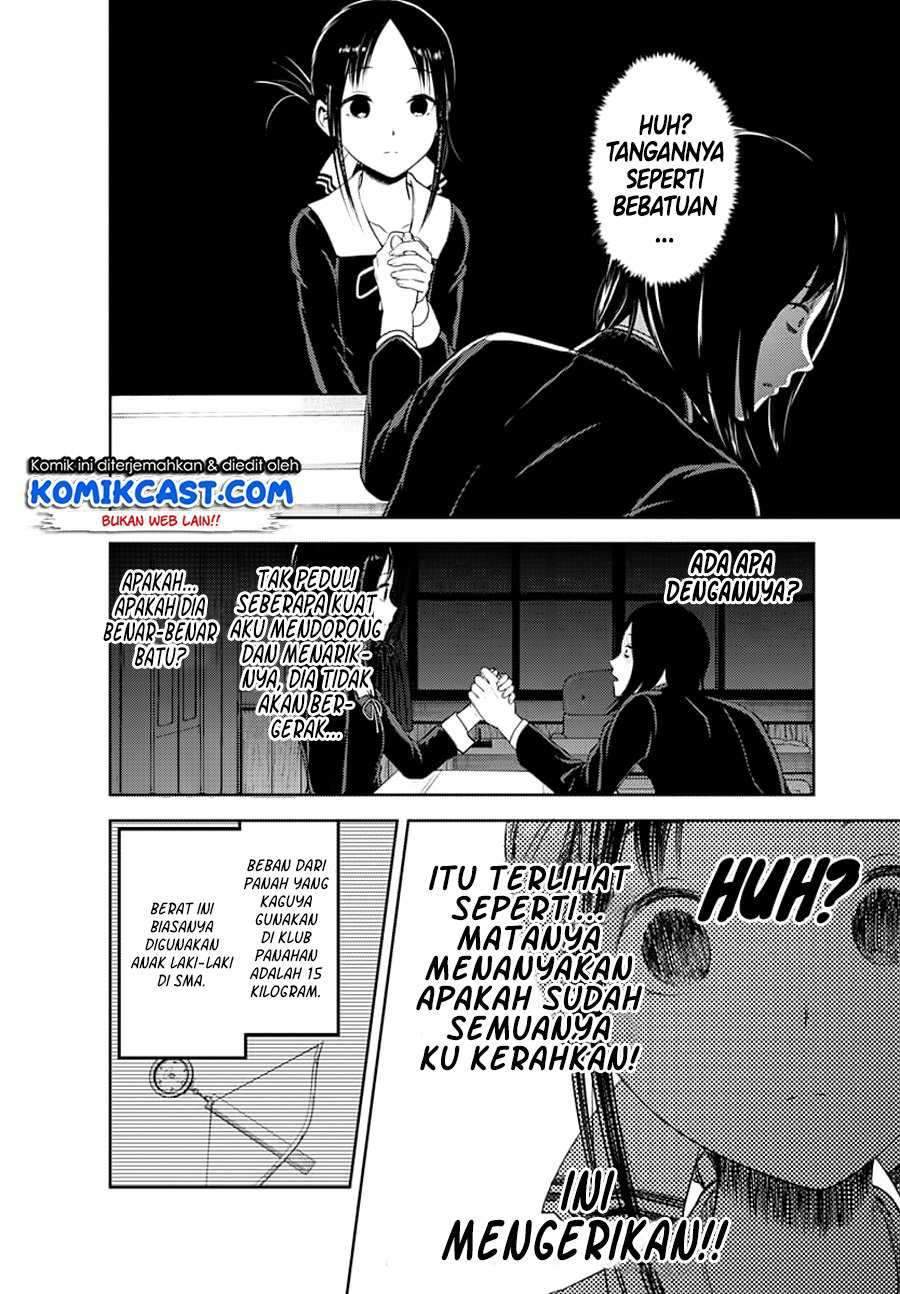 HUH?
TANGANNYA
SEPERTI
BEBATUAN
...
Komik ini diterjemahkan & diedit oleh
KOMIKCAST.COM
BUKAN WEB LAIN!!
ADA APA
DENGANNYA?
TAK PEDULI
SEBERAPA KUAT
AKU MENDORONG
DAN MENARIK-
NYA, DIA TIDAK
AKAN BER-
GERAK...
APAKAH...
APAKAH DIA
BENAR-BENAR
BATU?
HUH?
ITU TERLIHAT
SEPERTI...
MATANYA
MENANYAKAN
APAKAH SUDAH
SEMUANYA
KU KERAHKAN!
INI
MENGERIKAN!!
BEBAN DARI
PANAH YANG
KAGUYA
GUNAKAN
DI KLUB
PANAHAN
ADALAH 15
KILOGRAM.
BERAT INI
BIASANYA
DIGUNAKAN
ANAK LAKI-LAKI
DI SMA.